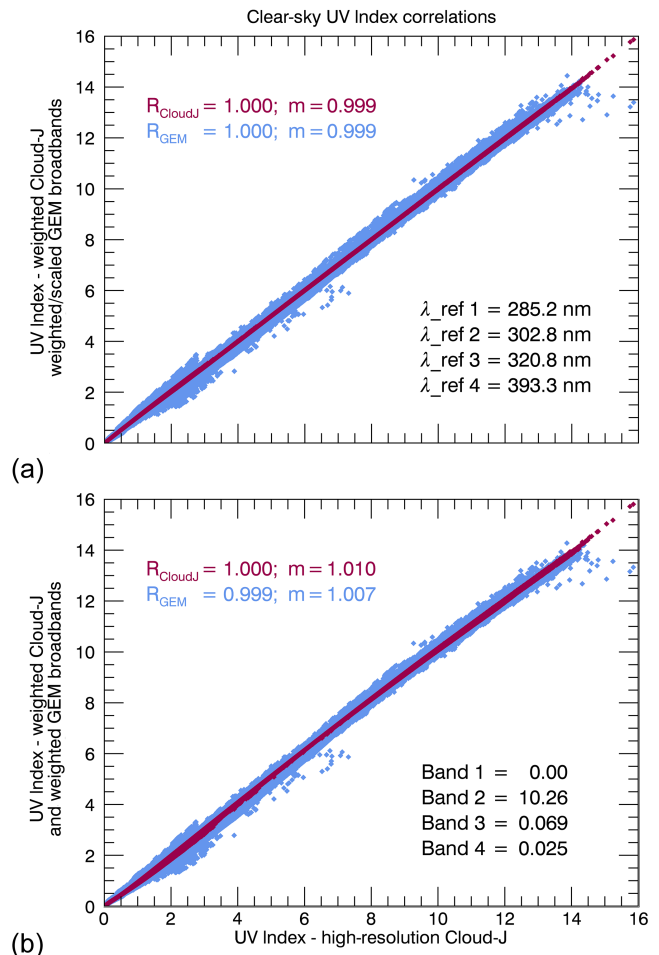 Clear-sky UV Index correlations
16
14
12
10
8
6
4
2
0
UV Index - weighted Cloud-J
weighted/scaled GEM broadbands
R_CloudJ = 1.000; m = 0.999
R_GEM = 1.000; m = 0.999
λ_ref 1 = 285.2 nm
λ_ref 2 = 302.8 nm
λ_ref 3 = 320.8 nm
λ_ref 4 = 393.3 nm
(a)
16
14
12
10
8
6
4
2
0
UV Index - weighted Cloud-J
and weighted GEM broadbands
R_CloudJ = 1.000; m = 1.010
R_GEM = 0.999; m = 1.007
Band 1 = 0.00
Band 2 = 10.26
Band 3 = 0.069
Band 4 = 0.025
0 2 4 6 8 10 12 14 16
UV Index - high-resolution Cloud-J
(b)